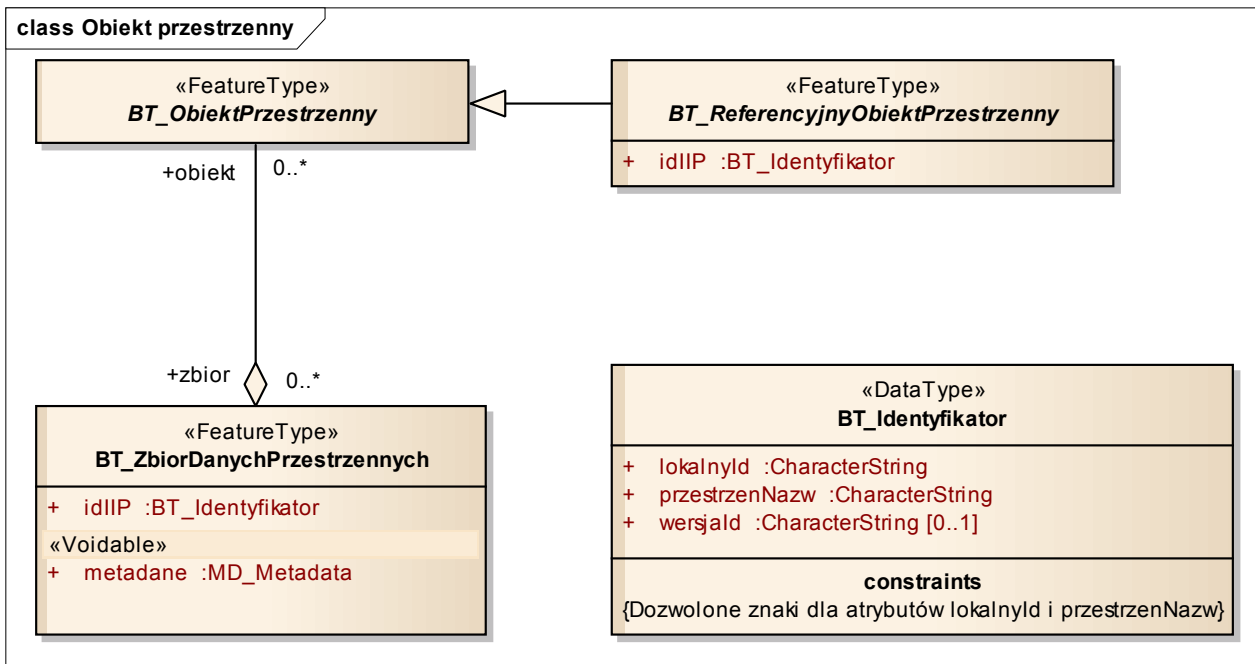 class Obiekt przestrzenny
«FeatureType»
BT_ObiektPrzestrzenny
«FeatureType»
BT_ReferencyjnyObiektPrzestrzenny
+ idIIP :BT_Identyfikator
+obiekt 0..*
+zbior 0..*
«FeatureType»
BT_ZbiorDanychPrzestrzennych
+ idIIP :BT_Identyfikator
«Voidable»
+ metadane :MD_Metadata
«DataType»
BT_Identyfikator
+ lokalnyId :CharacterString
+ przestrzenNazw :CharacterString
+ wersjaId :CharacterString [0..1]
constraints
{Dozwolone znaki dla atrybutów lokalnyId i przestrzenNazw}